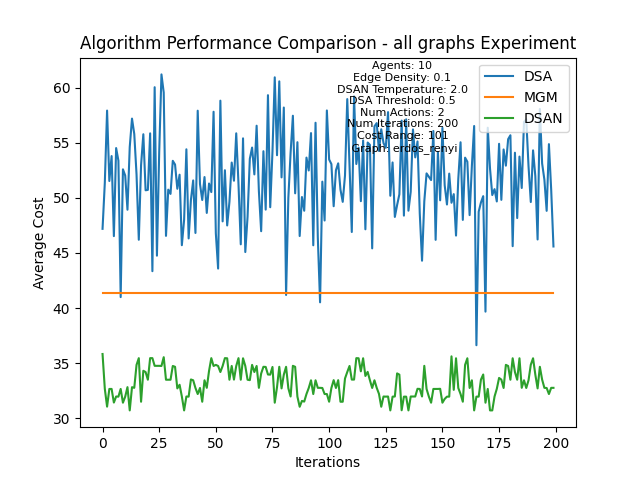 Algorithm Performance Comparison - all graphs Experiment
Agents: 10
Edge Density: 0.1
DSAN Temperature: 2.0
DSA Threshold: 0.5
Num Actions: 2
Num Iterations: 200
Cost Range: 101
Graph: erdos_renyi
DSA
MGM
DSAN
Average Cost
60
55
50
45
40
35
30
0
25
50
75
100
125
150
175
200
Iterations